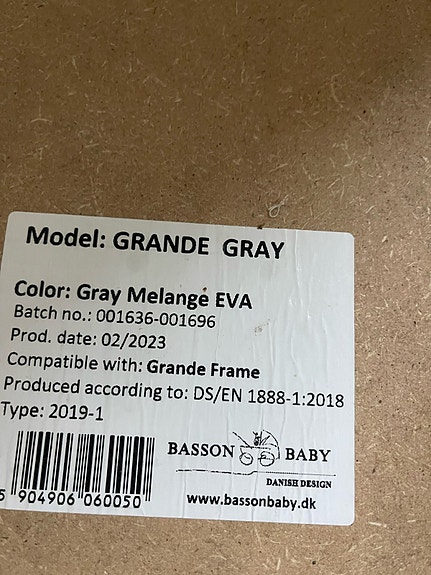 Model: GRANDE GRAY
Color: Gray Melange EVA
Batch no.: 001636-001696
Prod. date: 02/2023
Compatible with: Grande Frame
Produced according to: DS/EN 1888-1:2018
Type: 2019-1
BASSON BABY
DANISH DESIGN
5 904906 060050
www.bassonbaby.dk